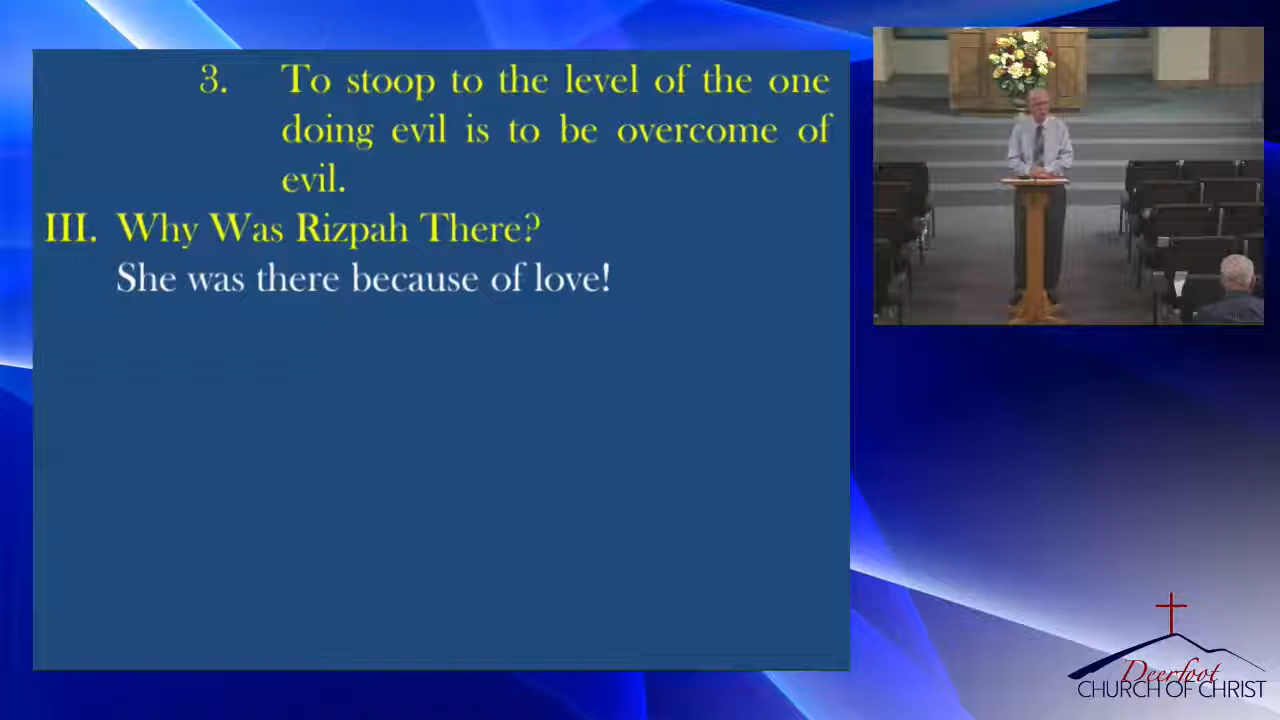 3. To stoop to the level of the one
doing evil is to be overcome of
evil.
III. Why Was Rizpah There?
She was there because of love!
Deerfoot
CHURCH OF CHRIST